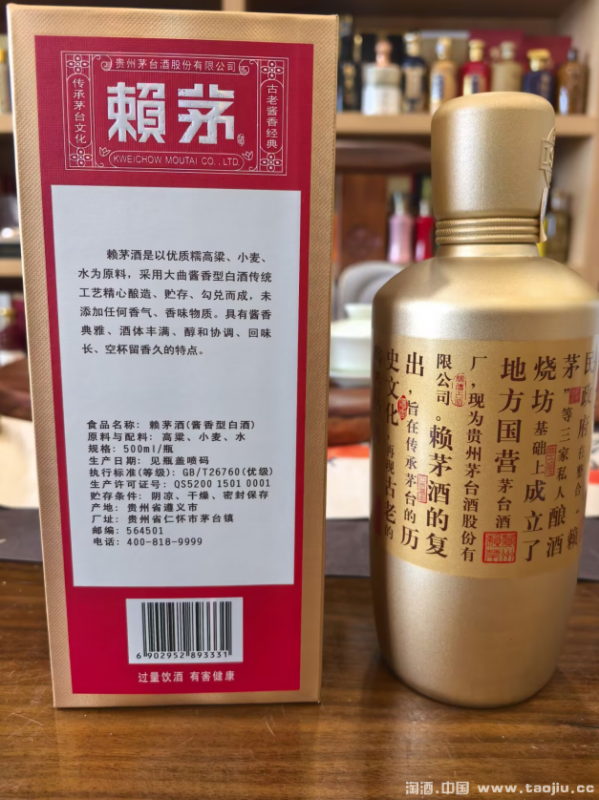 贵州茅台酒股份有限公司
传承茅台文化
賴茅
古老酱香经典
KWEICHOW MOUTAI CO., LTD.
赖茅酒是以优质糯高粱、小麦、
水为原料，采用大曲酱香型白酒传统
工艺精心酿造、贮存、勾兑而成，未
添加任何香气、香味物质。具有酱香
典雅、酒体丰满、醇和协调、回味
长、空杯留香久的特点。
食品名称：赖茅酒(酱香型白酒)
原料与配料：高粱、小麦、水
规格：500ml/瓶
生产日期：见瓶盖喷码
执行标准(等级)：GB/T26760(优级)
生产许可证号：QS5200 1501 0001
贮存条件：阴凉、干燥、密封保存
产地：贵州省遵义市
厂址：贵州省仁怀市茅台镇
邮编：564501
电话：400-818-9999
6 902952 893331
过量饮酒 有害健康
民政府在整合“赖
茅”等三家私人酿酒
烧坊基础上成立了
地方国营茅台酒
厂，现为贵州茅台酒股份有
限公司。赖茅酒的复
出，旨在传承茅台的历
史文化，再现古老的
淘酒.中国 www.taojiu.cc